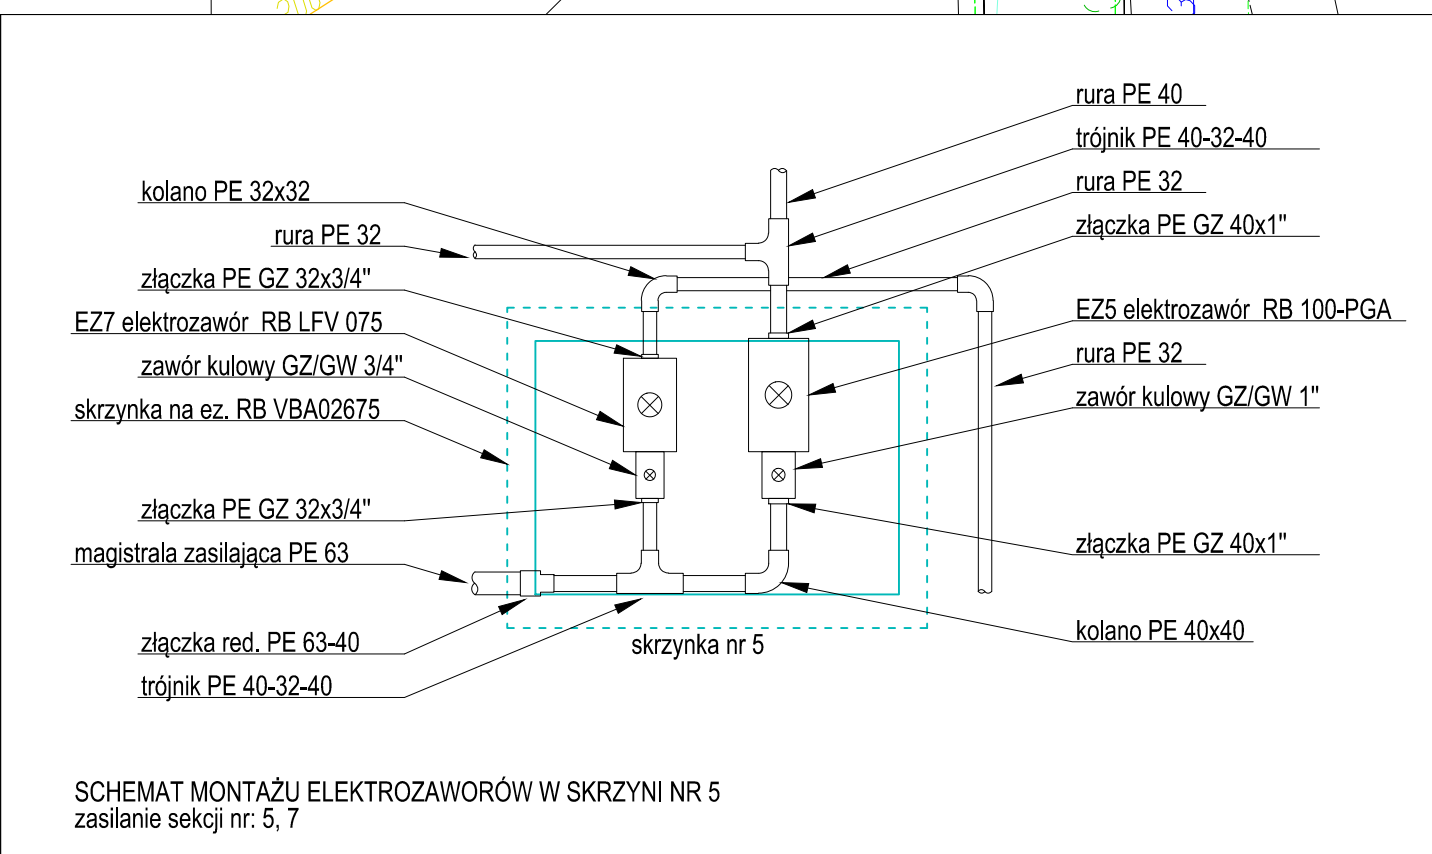 rura PE 40
trójnik PE 40-32-40
rura PE 32
złączka PE GZ 40x1"
kolano PE 32x32
rura PE 32
złączka PE GZ 32x3/4"
EZ7 elektrozawór RB LFV 075
zawór kulowy GZ/GW 3/4"
skrzynka na ez. RB VBA02675
EZ5 elektrozawór RB 100-PGA
rura PE 32
zawór kulowy GZ/GW 1"
złączka PE GZ 32x3/4"
magistrala zasilająca PE 63
złączka PE GZ 40x1"
złączka red. PE 63-40
trójnik PE 40-32-40
skrzynka nr 5
kolano PE 40x40
SCHEMAT MONTAŻU ELEKTROZAWORÓW W SKRZYNI NR 5
zasilanie sekcji nr: 5, 7